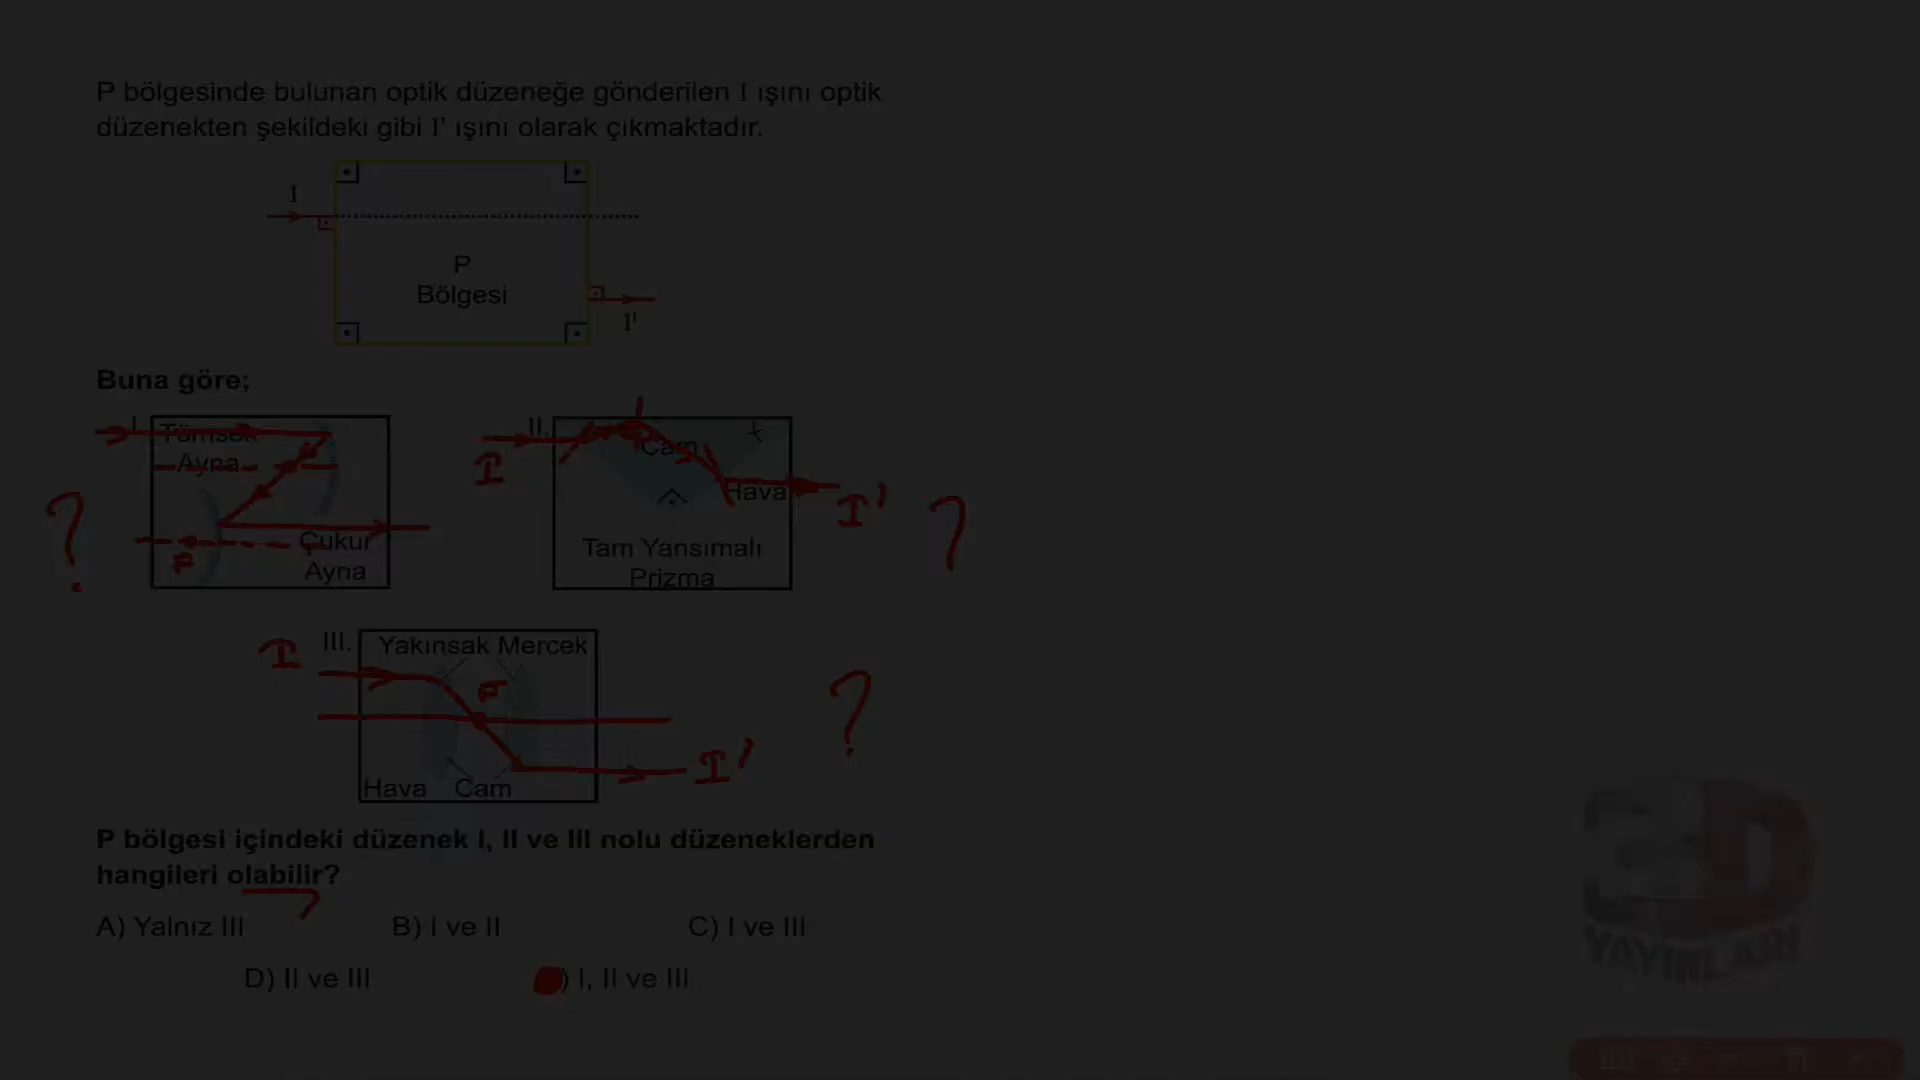 P bölgesinde bulunan optik düzeneğe gönderilen I ışını optik
düzenekten şekildeki gibi I' ışını olarak çıkmaktadır.
I
P
Bölgesi
I'
Buna göre;
I.
Tümsek
Ayna
F
Çukur
Ayna
?
II.
I
Cam
Hava
I'
Tam Yansımalı
Prizma
?
III.
I
Yakınsak Mercek
F
I'
Hava Cam
?
P bölgesi içindeki düzenek I, II ve III nolu düzeneklerden
hangileri olabilir?
A) Yalnız III B) I ve II C) I ve III
D) II ve III ) I, II ve III
3D
YAYINLARI